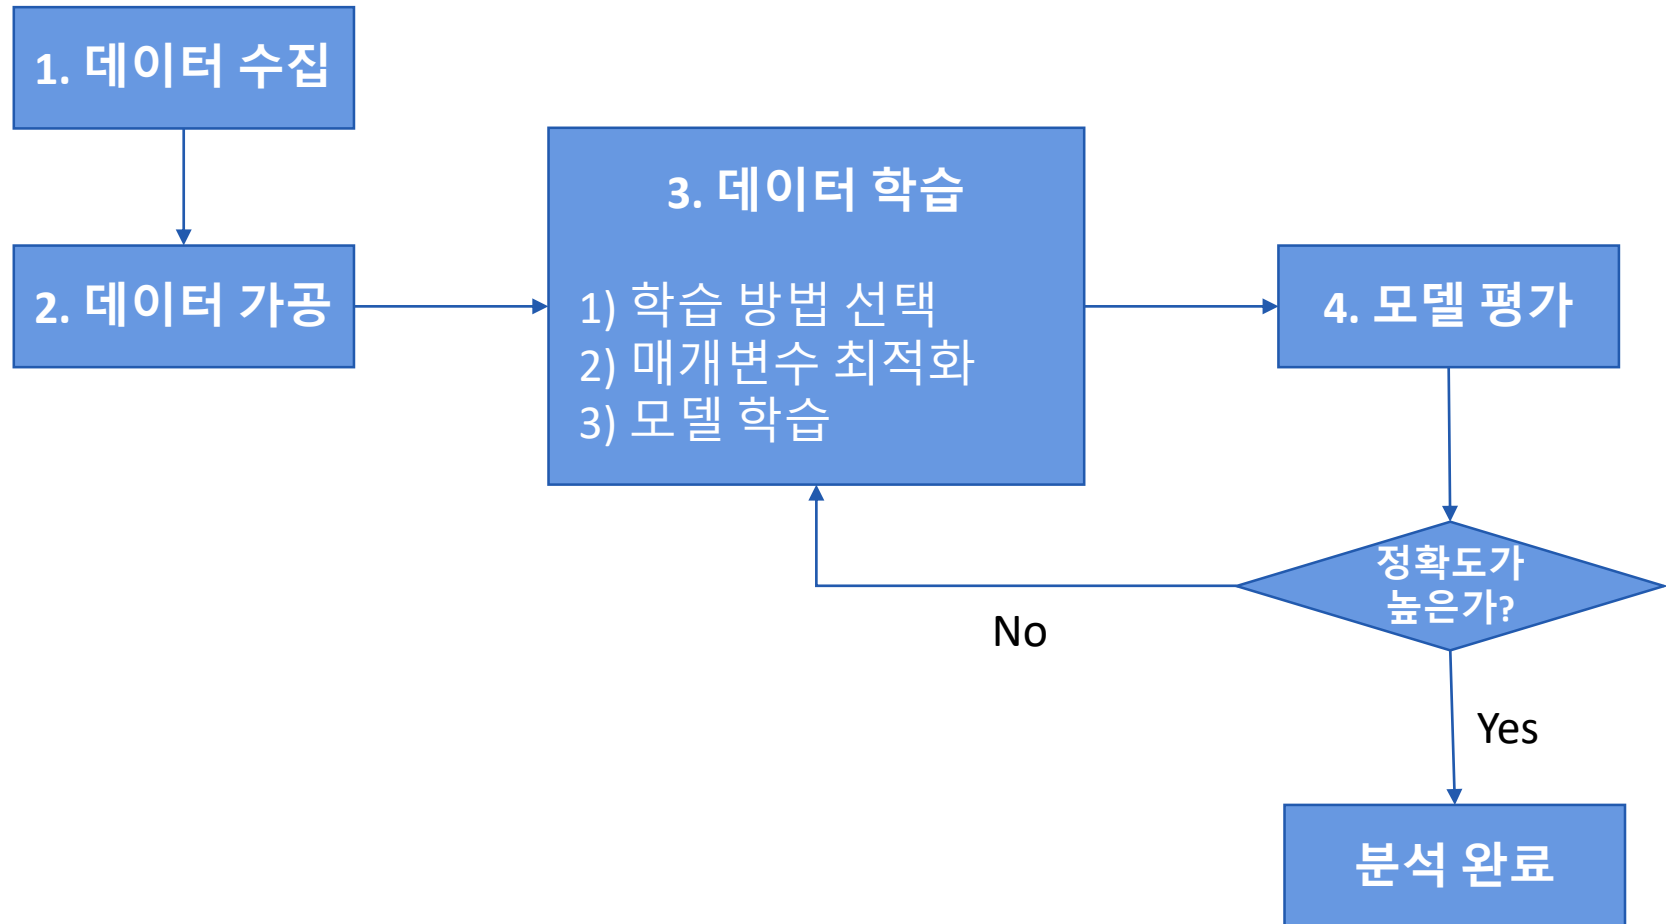 1. 데이터 수집
2. 데이터 가공
3. 데이터 학습
1) 학습 방법 선택
2) 매개변수 최적화
3) 모델 학습
4. 모델 평가
정확도가
높은가?
No
Yes
분석 완료